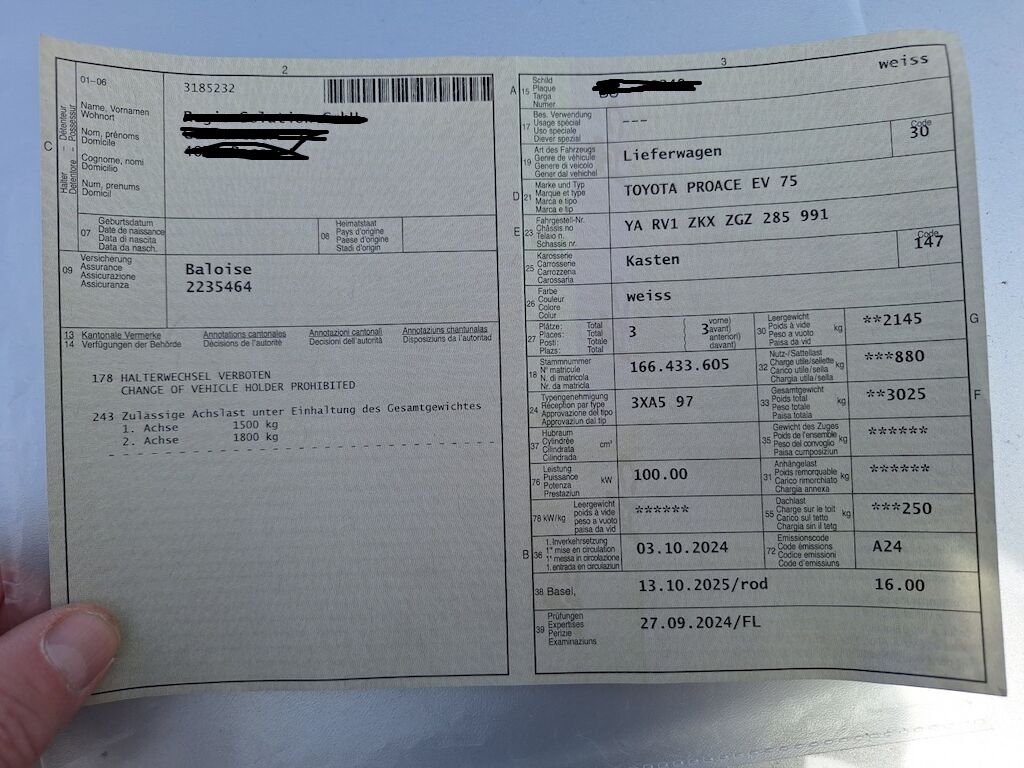 2
01-06
3185232
C
Halter – Détenteur
Detentore – Possessur
Name, Vornamen
Wohnort
Nom, prénoms
Domicile
Cognome, nomi
Domicilio
Num, prenums
Domicil
07
Geburtsdatum
Date de naissance
Data di nascita
Data da nasch.
08
Heimatstaat
Pays d'origine
Paese d'origine
Stadi d'origin
09
Versicherung
Assurance
Assicurazione
Assicuranza
Baloise
2235464
13 Kantonale Vermerke Annotations cantonales Annotazioni cantonali Annotaziuns chantunalas
14 Verfügungen der Behörde Décisions de l'autorité Decisioni dell'autorità Disposiziuns da l'autoritad
178 HALTERWECHSEL VERBOTEN
CHANGE OF VEHICLE HOLDER PROHIBITED
243 Zulässige Achslast unter Einhaltung des Gesamtgewichtes
1. Achse 1500 kg
2. Achse 1800 kg
3
weiss
A 15
Schild
Plaque
Targa
Numer
17
Bes. Verwendung
Usage spécial
Uso speciale
Diever spezial
---
19
Art des Fahrzeugs
Genre de véhicule
Genere di veicolo
Gener dal vehichel
Lieferwagen
Code
30
D 21
Marke und Typ
Marque et type
Marca e tipo
Marca e tip
TOYOTA PROACE EV 75
E 23
Fahrgestell-Nr.
Châssis no
Telaio n.
Schassis nr.
YA RV1 ZKX ZGZ 285 991
25
Karosserie
Carrosserie
Carrozzeria
Carossaria
Kasten
Code
147
26
Farbe
Couleur
Colore
Colur
weiss
27
Plätze: Total
Places: Total
Posti: Totale
Plazs: Total
3
3
vorne)
avant)
anteriori)
davant)
30
Leergewicht
Poids à vide
Peso a vuoto
Paisa da vid
kg
**2145
G
18
Stammnummer
N° matricule
N. di matricola
Nr. da matricla
166.433.605
32
Nutz-/Sattellast
Charge utile/sellette
Carico utile/sella
Chargia utila/sella
kg
***880
24
Typengenehmigung
Réception par type
Approvazione del tipo
Approvaziun dal tip
3XA5 97
33
Gesamtgewicht
Poids total
Peso totale
Paisa totala
kg
**3025
F
37
Hubraum
Cylindrée
Cilindrata
Cilindrada
cm³
35
Gewicht des Zuges
Poids de l'ensemble
Peso del convoglio
Paisa cumposiziun
kg
******
76
Leistung
Puissance
Potenza
Prestaziun
kW
100.00
31
Anhängelast
Poids remorquable
Carico rimorchiato
Chargia annexa
kg
******
78 kW/kg
Leergewicht
poids à vide
peso a vuoto
paisa da vid
******
55
Dachlast
Charge sur le toit
Carico sul tetto
Chargia sin il tetg
kg
***250
B 36
1. Inverkehrsetzung
1re mise en circulation
1a messa in circolazione
1. entrada en circulaziun
03.10.2024
72
Emissionscode
Code émissions
Codice emissioni
Code d'emissiuns
A24
38 Basel,
13.10.2025/rod
16.00
39
Prüfungen
Expertises
Perizie
Examinaziuns
27.09.2024/FL